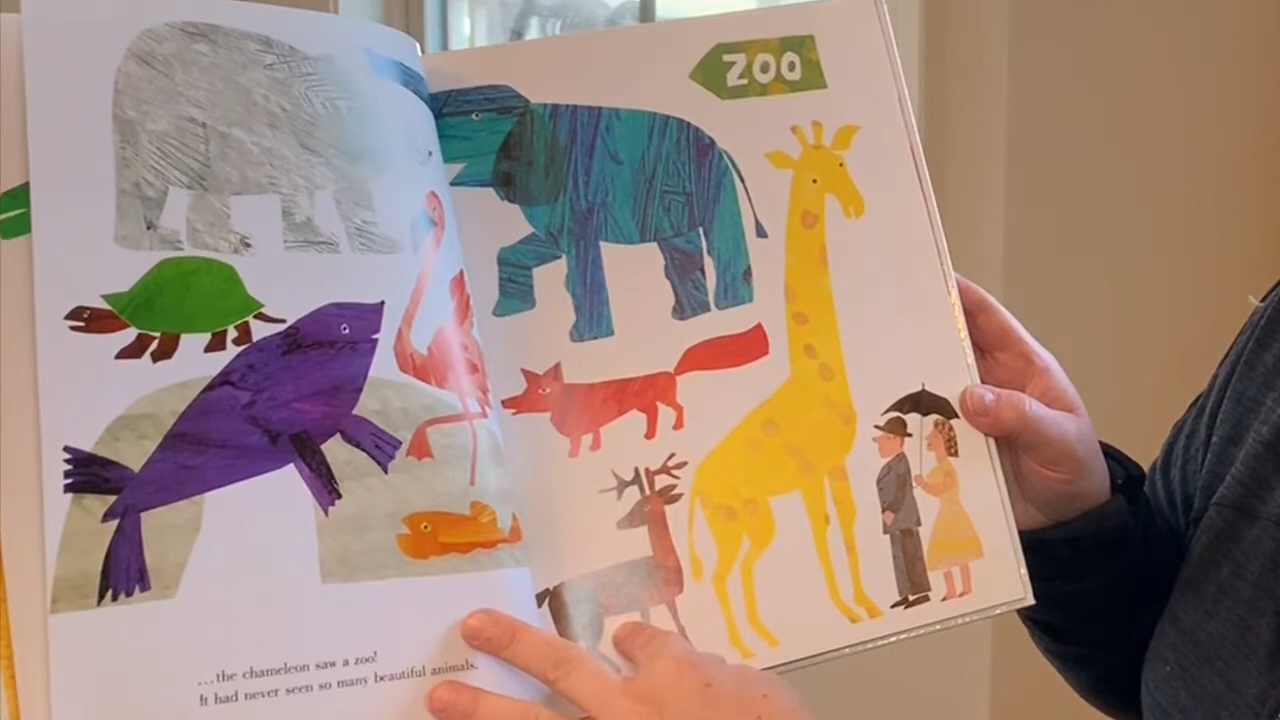 ZOO
...the chameleon saw a zoo!
It had never seen so many beautiful animals.